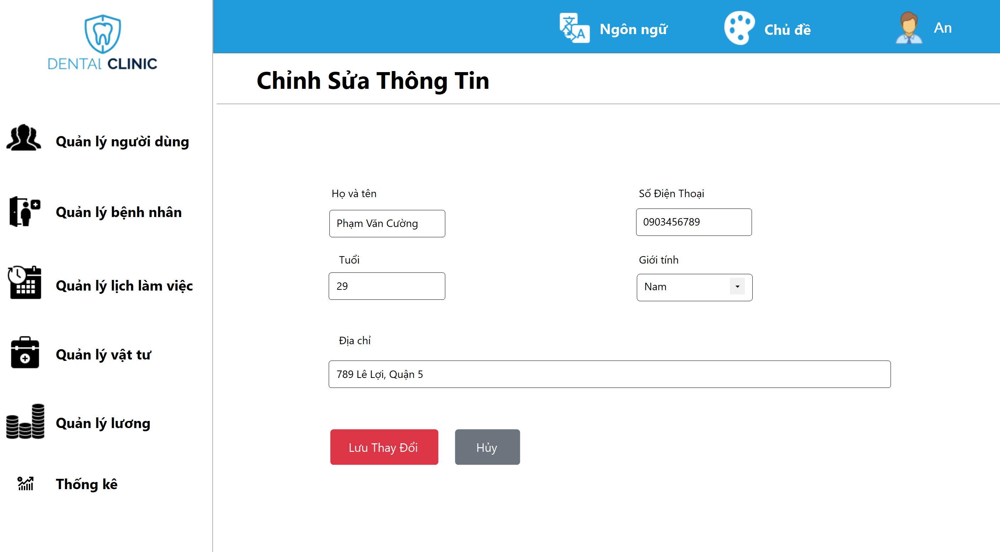 DENTAL CLINIC
Ngôn ngữ
Chủ đề
An
Chỉnh Sửa Thông Tin
Quản lý người dùng
Quản lý bệnh nhân
Quản lý lịch làm việc
Quản lý vật tư
Quản lý lương
Thống kê
Họ và tên
Số Điện Thoại
Phạm Văn Cường
0903456789
Tuổi
Giới tính
29
Nam
Địa chỉ
789 Lê Lợi, Quận 5
Lưu Thay Đổi
Hủy